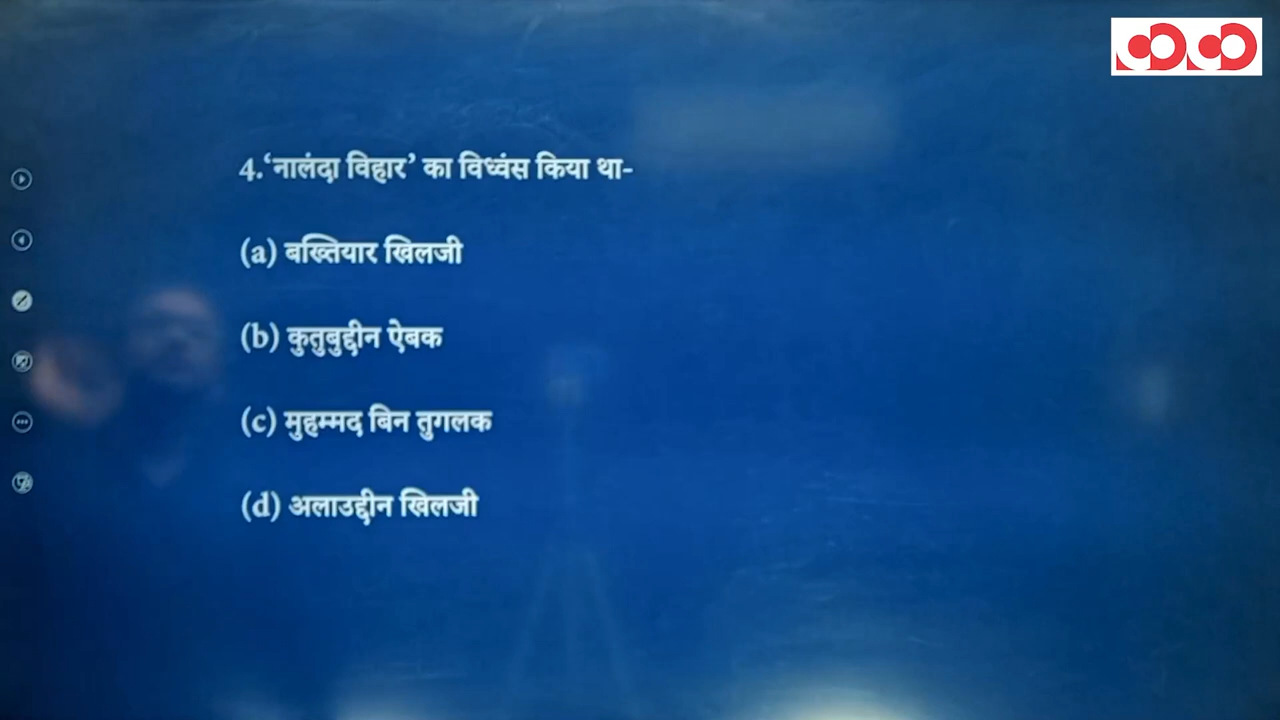 4.‘नालंदा विहार’ का विध्वंस किया था-
(a) बख्तियार खिलजी
(b) कुतुबुद्दीन ऐबक
(c) मुहम्मद बिन तुगलक
(d) अलाउद्दीन खिलजी